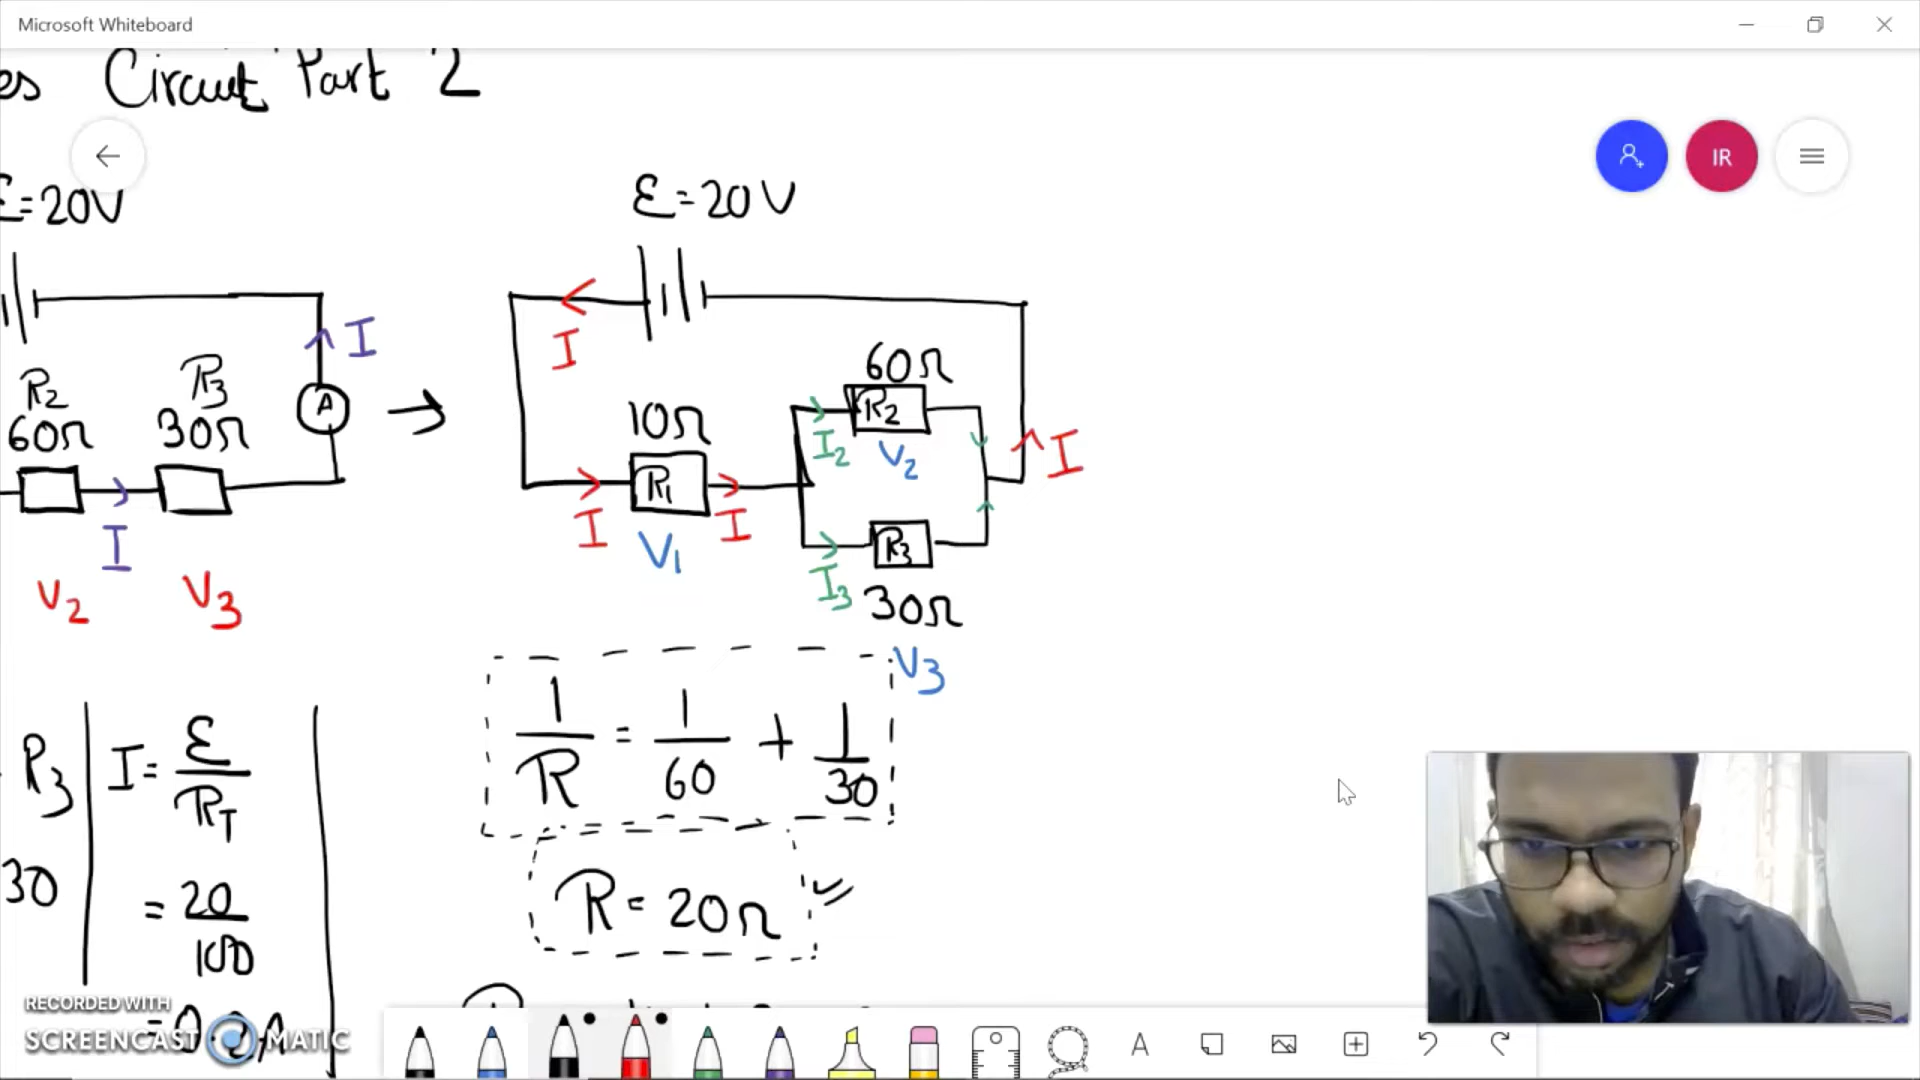 Microsoft Whiteboard
es Circuit Part 2
IR
Ɛ=20V
Ɛ=20V
I
R2
60Ω
R3
30Ω
A
I
V2
V3
I
10Ω
R1
I
V1
I
60Ω
R2
I2
V2
I
R3
I3
30Ω
V3
1/R = 1/60 + 1/30
R = 20Ω
R3
30
I = Ɛ/RT
= 20/100
= 0.2A
RECORDED WITH
SCREENCAST MATIC
A